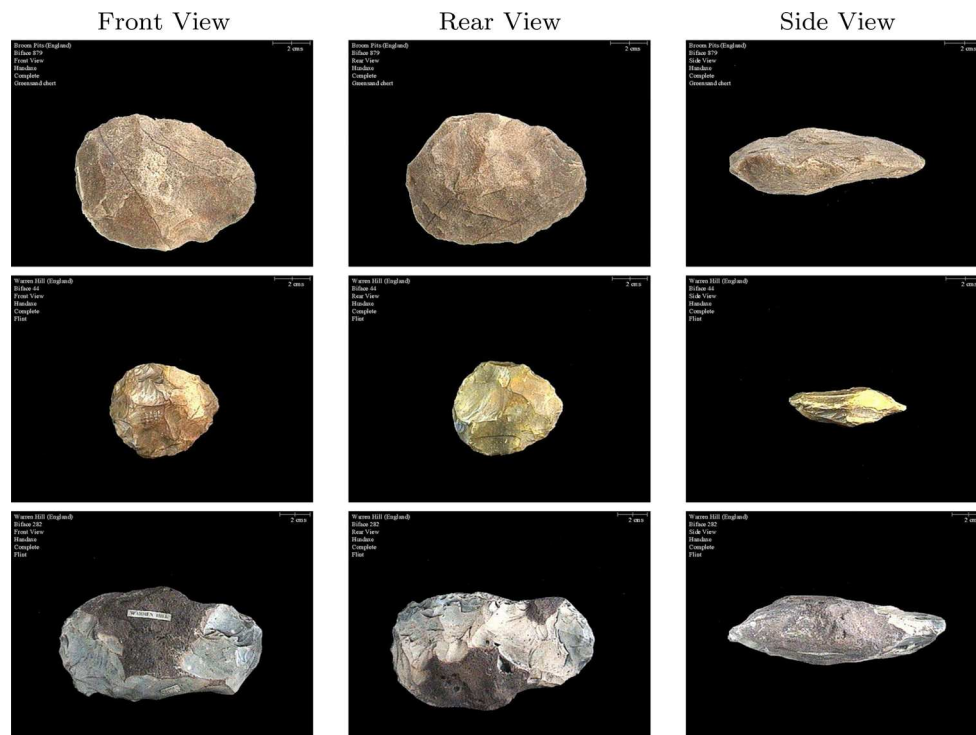 Front View
Rear View
Side View
Broom Pits (England)
Biface 879
Front View
Handaxe
Complete
Greensand chert
2 cms
Broom Pits (England)
Biface 879
Rear View
Handaxe
Complete
Greensand chert
2 cms
Broom Pits (England)
Biface 879
Side View
Handaxe
Complete
Greensand chert
2 cms
Warren Hill (England)
Biface 44
Front View
Handaxe
Complete
Flint
2 cms
Warren Hill (England)
Biface 44
Rear View
Handaxe
Complete
Flint
2 cms
Warren Hill (England)
Biface 44
Side View
Handaxe
Complete
Flint
2 cms
Warren Hill (England)
Biface 282
Front View
Handaxe
Complete
Flint
2 cms
WARREN HILL
Warren Hill (England)
Biface 282
Rear View
Handaxe
Complete
Flint
2 cms
Warren Hill (England)
Biface 282
Side View
Handaxe
Complete
Flint
2 cms